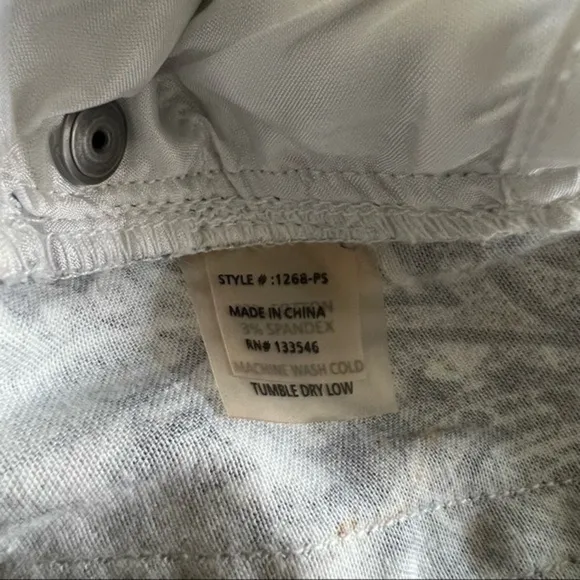 STYLE # :1268-PS
MADE IN CHINA
3% SPANDEX
RN# 133546
MACHINE WASH COLD
TUMBLE DRY LOW